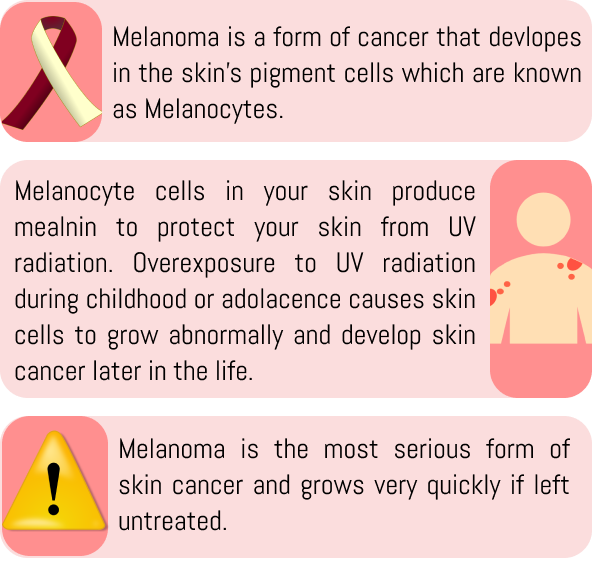 Melanoma is a form of cancer that devlopes
in the skin's pigment cells which are known
as Melanocytes.
Melanocyte cells in your skin produce
mealnin to protect your skin from UV
radiation. Overexposure to UV radiation
during childhood or adolacence causes skin
cells to grow abnormally and develop skin
cancer later in the life.
Melanoma is the most serious form of
skin cancer and grows very quickly if left
untreated.